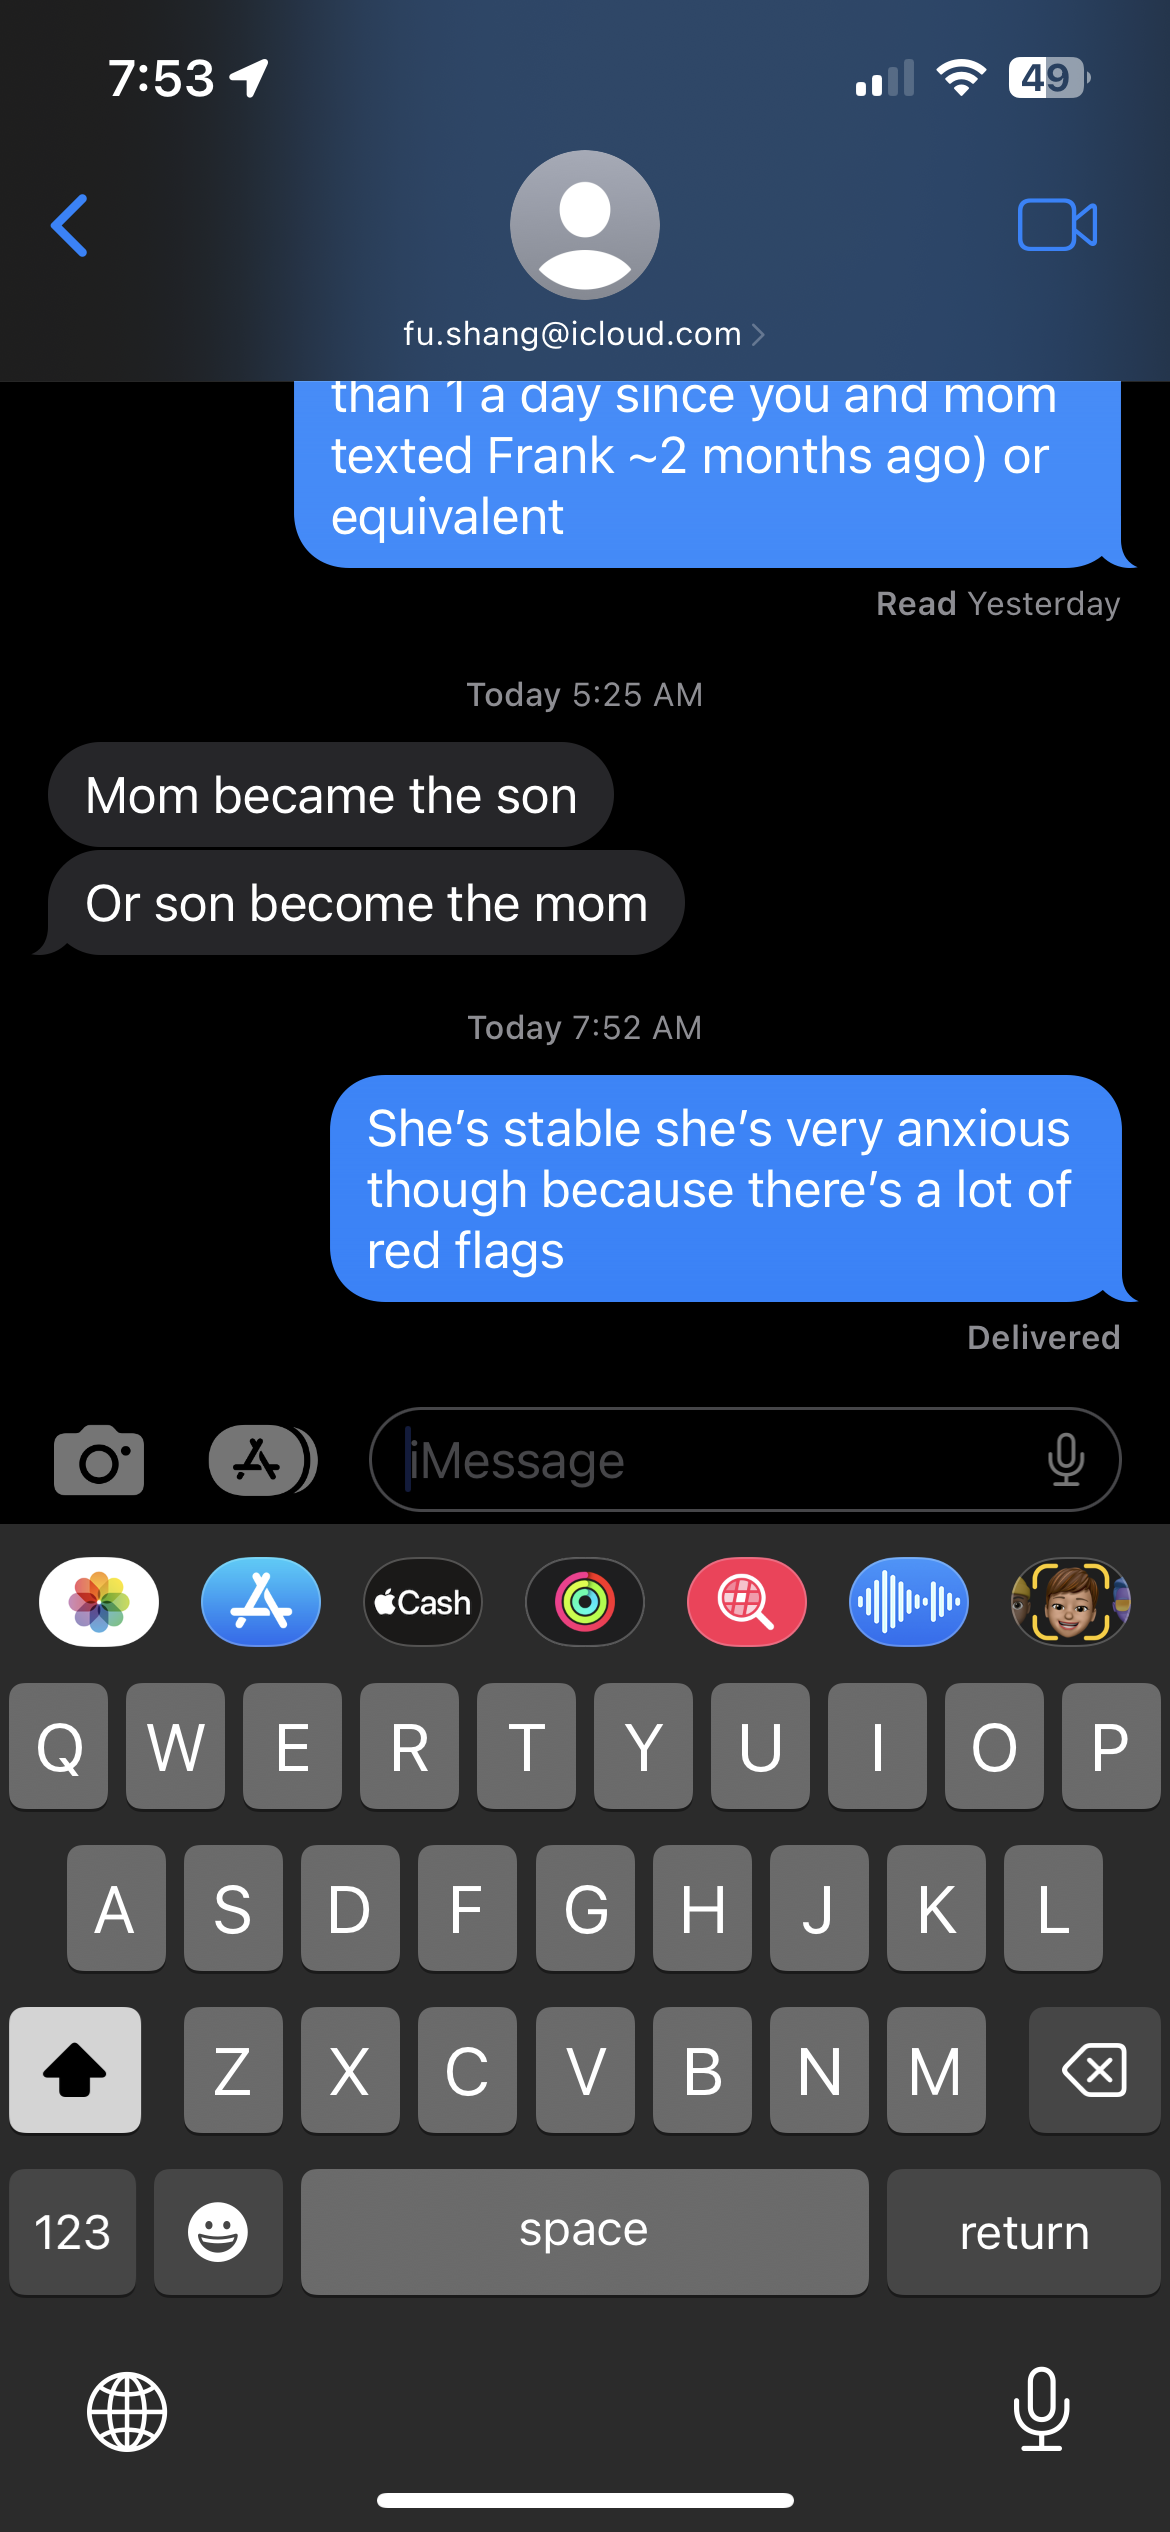 7:53
49
fu.shang@icloud.com
than 1 a day since you and mom
texted Frank ~2 months ago) or
equivalent
Read Yesterday
Today 5:25 AM
Mom became the son
Or son become the mom
Today 7:52 AM
She’s stable she’s very anxious
though because there’s a lot of
red flags
Delivered
iMessage
Cash
Q W E R T Y U I O P
A S D F G H J K L
Z X C V B N M
123 space return